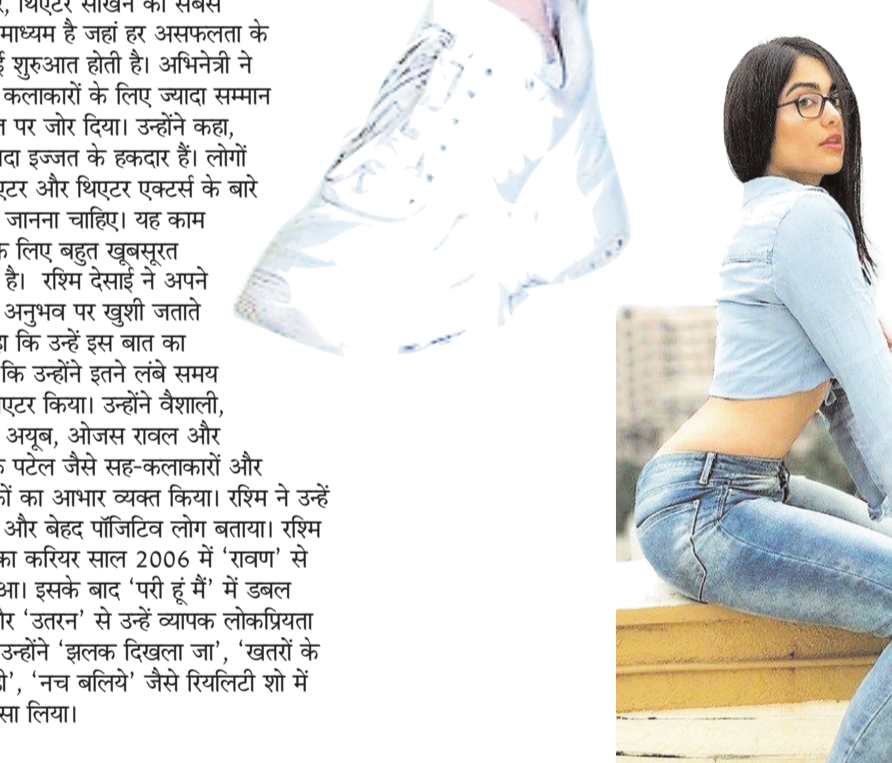 थिएटर सीखने का सबसे
माध्यम है जहां हर असफलता के
शुरुआत होती है। अभिनेत्री ने
कलाकारों के लिए ज्यादा सम्मान
पर जोर दिया। उन्होंने कहा,
इज्जत के हकदार हैं। लोगों
और थिएटर एक्टर्स के बारे
जानना चाहिए। यह काम
लिए बहुत खूबसूरत
है। रश्मि देसाई ने अपने
अनुभव पर खुशी जताते
कि उन्हें इस बात का
कि उन्होंने इतने लंबे समय
किया। उन्होंने वैशाली,
अयूब, ओजस रावल और
पटेल जैसे सह-कलाकारों और
का आभार व्यक्त किया। रश्मि ने उन्हें
और बेहद पॉजिटिव लोग बताया। रश्मि
का करियर साल 2006 में ‘रावण’ से
इसके बाद ‘परी हूं मैं’ में डबल
‘उतरन’ से उन्हें व्यापक लोकप्रियता
उन्होंने ‘झलक दिखला जा’, ‘खतरों के
‘नच बलिये’ जैसे रियलिटी शो में
लिया।